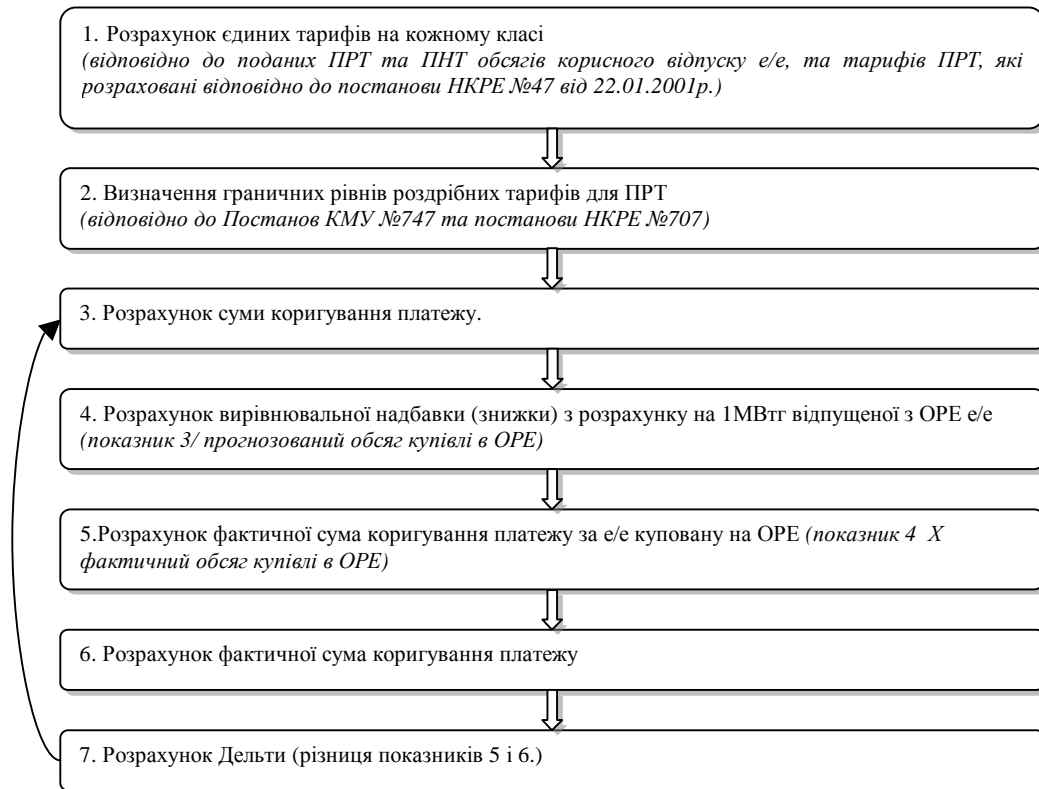 1. Розрахунок єдиних тарифів на кожному класі
(відповідно до поданих ПРТ та ПНТ обсягів корисного відпуску е/е, та тарифів ПРТ, які
розраховані відповідно до постанови НКРЕ №47 від 22.01.2001р.)
2. Визначення граничних рівнів роздрібних тарифів для ПРТ
(відповідно до Постанов КМУ №747 та постанови НКРЕ №707)
3. Розрахунок суми коригування платежу.
4. Розрахунок вирівнювальної надбавки (знижки) з розрахунку на 1МВтг відпущеної з ОРЕ е/е
(показник 3/ прогнозований обсяг купівлі в ОРЕ)
5.Розрахунок фактичної сума коригування платежу за е/е куповану на ОРЕ (показник 4 Х
фактичний обсяг купівлі в ОРЕ)
6. Розрахунок фактичної сума коригування платежу
7. Розрахунок Дельти (різниця показників 5 і 6.)